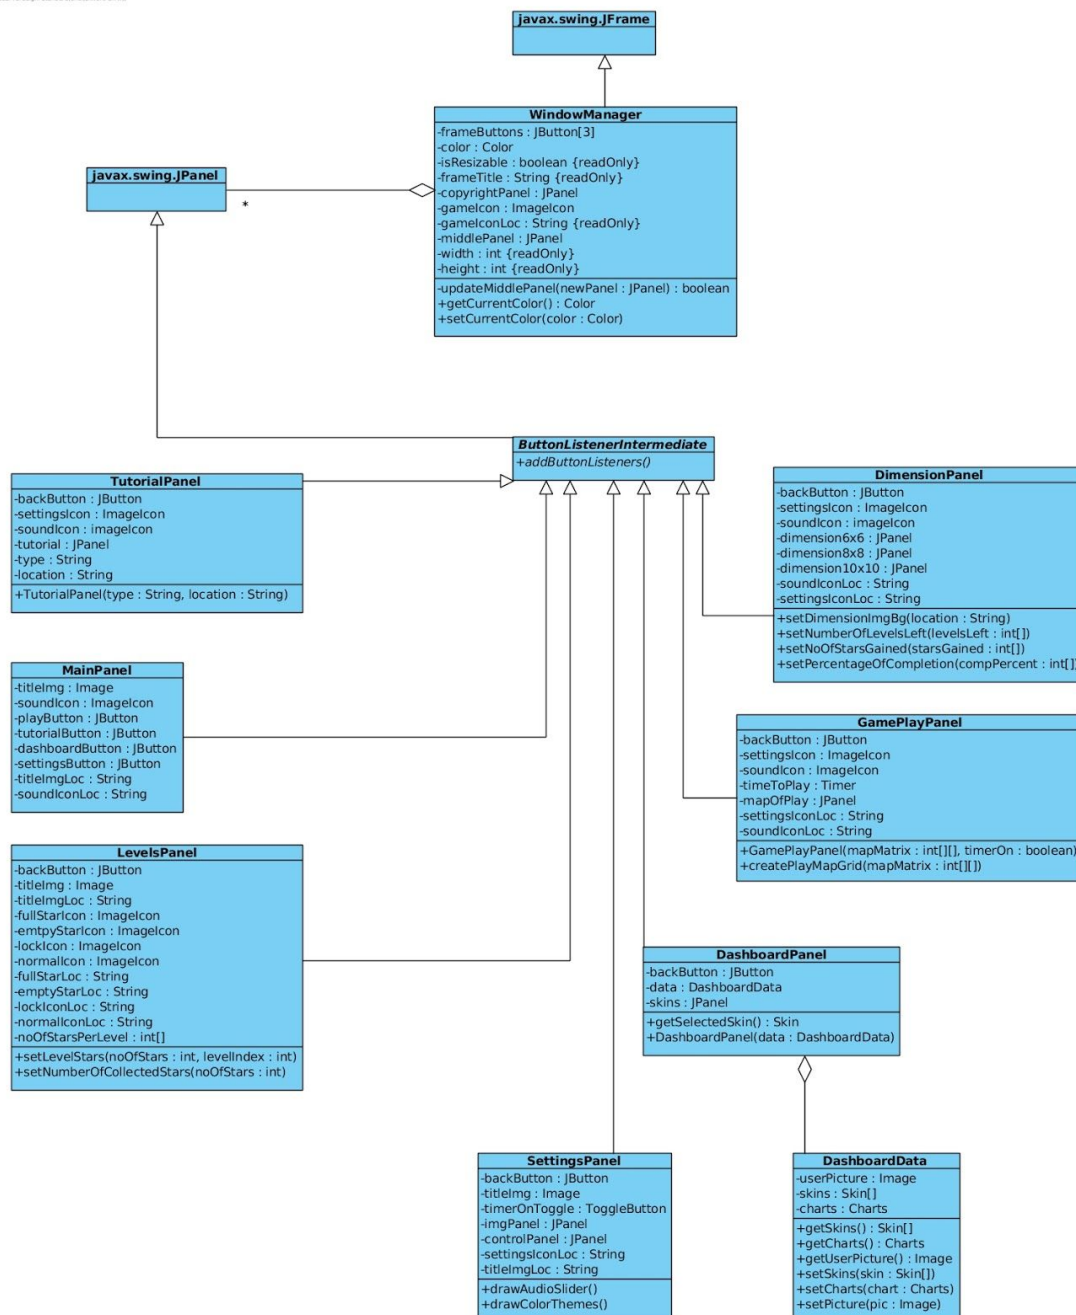 javax.swing.JFrame
WindowManager
-frameButtons : JButton[3]
-color : Color
-isResizable : boolean {readOnly}
-frameTitle : String {readOnly}
-copyrightPanel : JPanel
-gameIcon : ImageIcon
-gameIconLoc : String {readOnly}
-middlePanel : JPanel
-width : int {readOnly}
-height : int {readOnly}
-updateMiddlePanel(newPanel : JPanel) : boolean
+getCurrentColor() : Color
+setCurrentColor(color : Color)
javax.swing.JPanel
*
ButtonListenerIntermediate
+addButtonListeners()
TutorialPanel
-backButton : JButton
-settingsIcon : ImageIcon
-soundIcon : imageIcon
-tutorial : JPanel
-type : String
-location : String
+TutorialPanel(type : String, location : String)
DimensionPanel
-backButton : JButton
-settingsIcon : ImageIcon
-soundIcon : imageIcon
-dimension6x6 : JPanel
-dimension8x8 : JPanel
-dimension10x10 : JPanel
-soundIconLoc : String
-settingsIconLoc : String
+setDimensionImgBg(location : String)
+setNumberOfLevelsLeft(levelsLeft : int[])
+setNoOfStarsGained(starsGained : int[])
+setPercentageOfCompletion(compPercent : int[])
MainPanel
-titleImg : Image
-soundIcon : ImageIcon
-playButton : JButton
-tutorialButton : JButton
-dashboardButton : JButton
-settingsButton : JButton
-titleImgLoc : String
-soundIconLoc : String
GamePlayPanel
-backButton : JButton
-settingsIcon : ImageIcon
-soundIcon : ImageIcon
-timeToPlay : Timer
-mapOfPlay : JPanel
-settingsIconLoc : String
-soundIconLoc : String
+GamePlayPanel(mapMatrix : int[][], timerOn : boolean)
+createPlayMapGrid(mapMatrix : int[][])
LevelsPanel
-backButton : JButton
-titleImg : Image
-titleImgLoc : String
-fullStarIcon : ImageIcon
-emtpyStarIcon : ImageIcon
-lockIcon : ImageIcon
-normalIcon : ImageIcon
-fullStarLoc : String
-emptyStarLoc : String
-lockIconLoc : String
-normalIconLoc : String
-noOfStarsPerLevel : int[]
+setLevelStars(noOfStars : int, levelIndex : int)
+setNumberOfCollectedStars(noOfStars : int)
DashboardPanel
-backButton : JButton
-data : DashboardData
-skins : JPanel
+getSelectedSkin() : Skin
+DashboardPanel(data : DashboardData)
SettingsPanel
-backButton : JButton
-titleImg : Image
-timerOnToggle : ToggleButton
-imgPanel : JPanel
-controlPanel : JPanel
-settingsIconLoc : String
-titleImgLoc : String
+drawAudioSlider()
+drawColorThemes()
DashboardData
-userPicture : Image
-skins : Skin[]
-charts : Charts
+getSkins() : Skin[]
+getCharts() : Charts
+getUserPicture() : Image
+setSkins(skin : Skin[])
+setCharts(chart : Charts)
+setPicture(pic : Image)